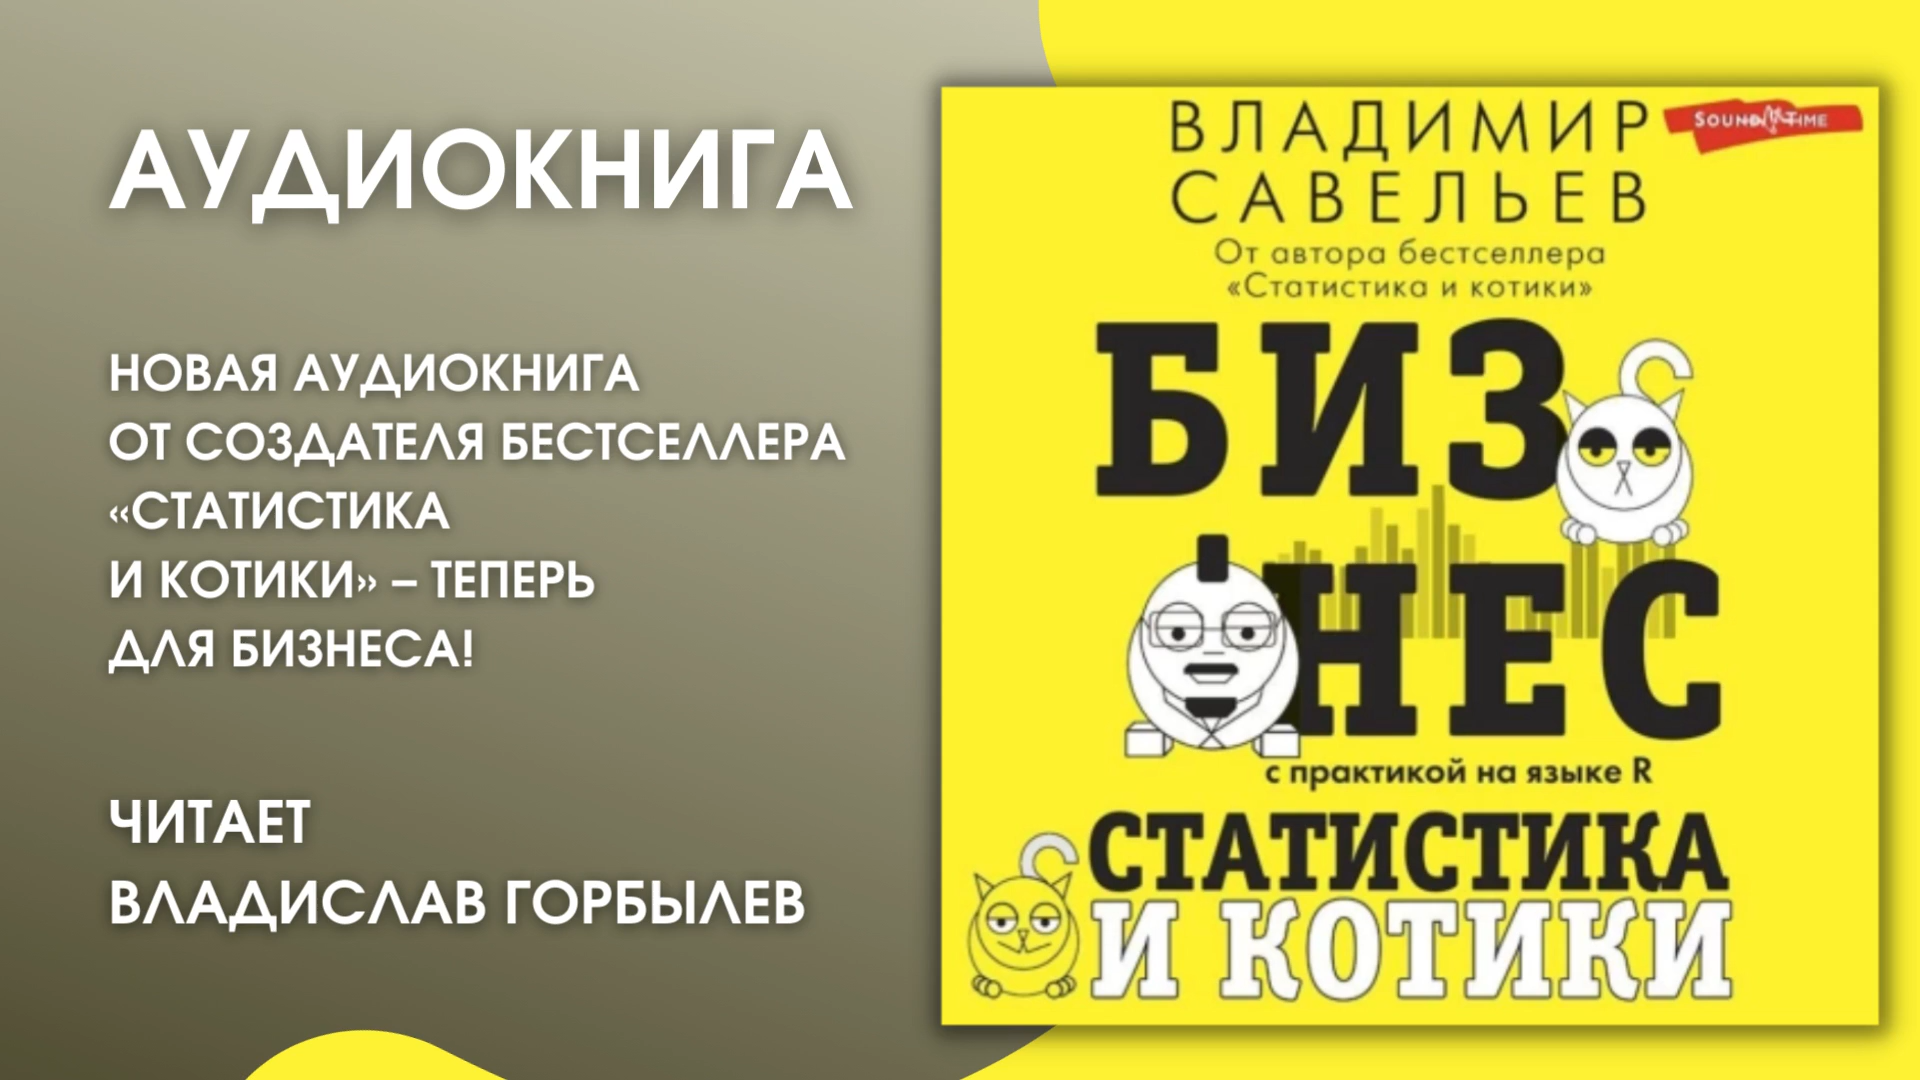 АУДИОКНИГА
НОВАЯ АУДИОКНИГА
ОТ СОЗДАТЕЛЯ БЕСТСЕЛЛЕРА
«СТАТИСТИКА
И КОТИКИ» – ТЕПЕРЬ
ДЛЯ БИЗНЕСА!
ЧИТАЕТ
ВЛАДИСЛАВ ГОРБЫЛЕВ
ВЛАДИМИР
САВЕЛЬЕВ
SOUND TIME
От автора бестселлера
«Статистика и котики»
БИЗ
НЕС
с практикой на языке R
СТАТИСТИКА
И КОТИКИ